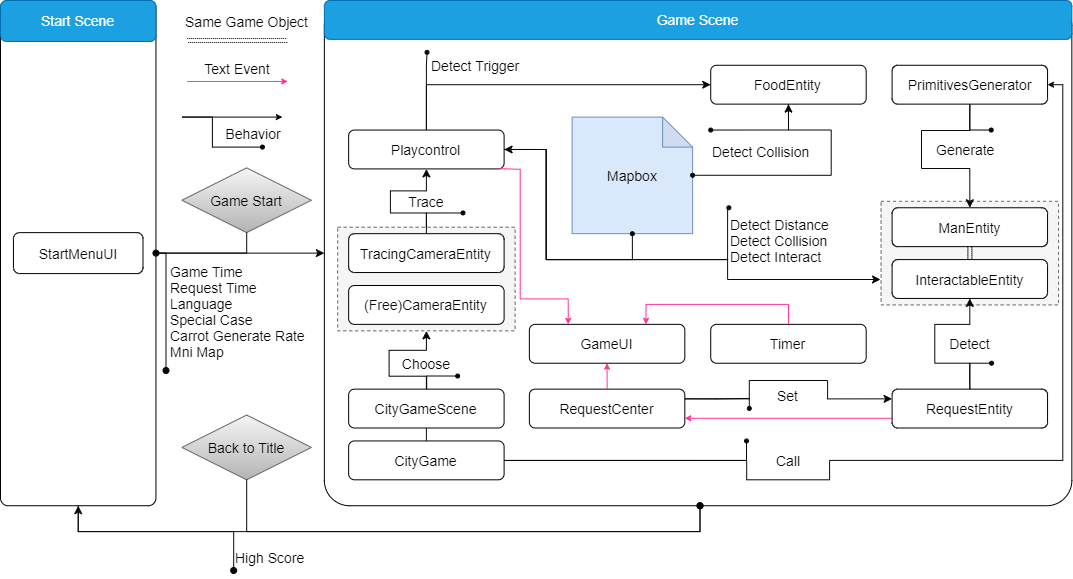 Start Scene
Same Game Object
Game Scene
Text Event
Detect Trigger
FoodEntity
PrimitivesGenerator
Behavior
Playcontrol
Detect Collision
Generate
Mapbox
Game Start
Trace
StartMenuUI
TracingCameraEntity
Detect Distance
Detect Collision
Detect Interact
ManEntity
InteractableEntity
Game Time
Request Time
Language
Special Case
Carrot Generate Rate
Mni Map
(Free)CameraEntity
GameUI
Timer
Detect
Choose
CityGameScene
RequestCenter
Set
RequestEntity
Back to Title
CityGame
Call
High Score